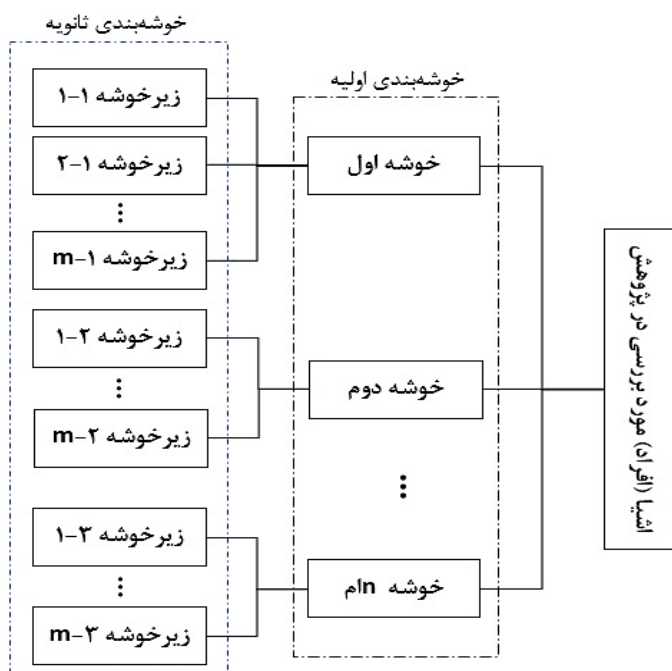 خوشه‌بندی ثانویه
خوشه‌بندی اولیه
اشیا (افراد) مورد بررسی در پژوهش
خوشه اول
خوشه دوم
⋮
خوشه nام
زیرخوشه ۱-۱
زیرخوشه ۱-۲
⋮
زیرخوشه ۱-m
زیرخوشه ۲-۱
⋮
زیرخوشه ۲-m
زیرخوشه ۳-۱
⋮
زیرخوشه ۳-m